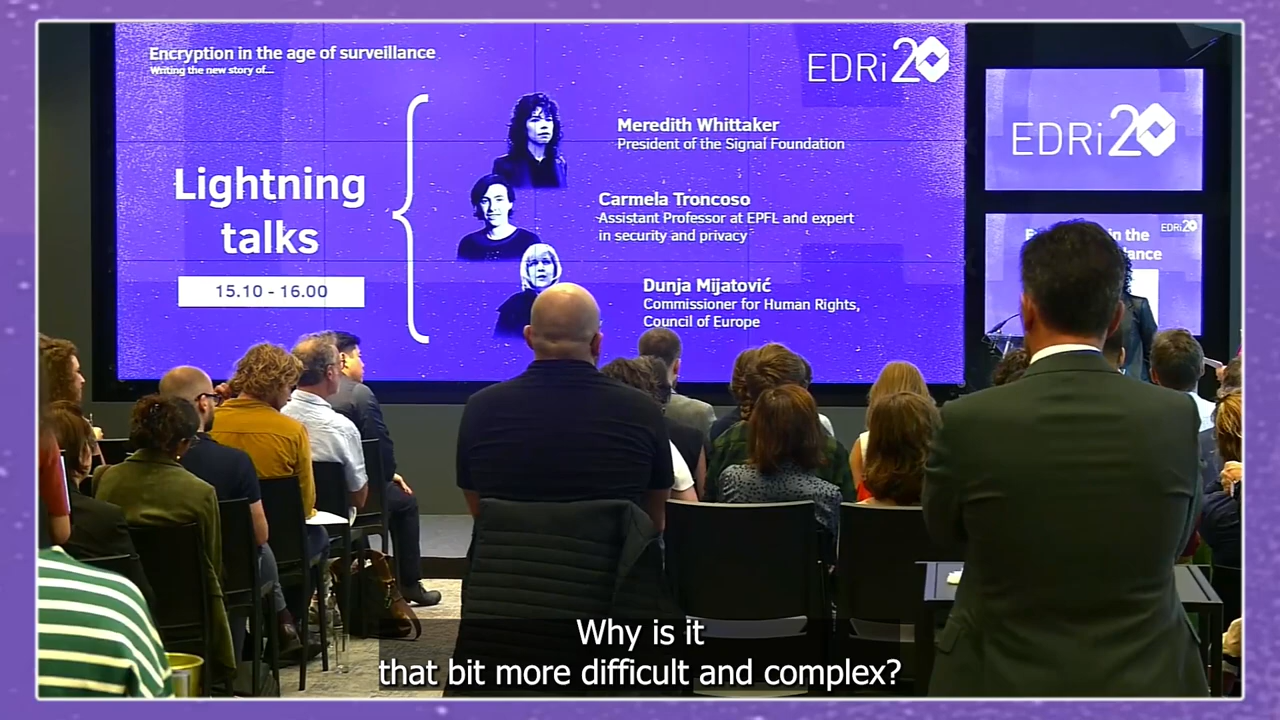 Encryption in the age of surveillance
Writing the new story of...
EDRi20
Lightning
talks
15.10 - 16.00
Meredith Whittaker
President of the Signal Foundation
Carmela Troncoso
Assistant Professor at EPFL and expert
in security and privacy
Dunja Mijatović
Commissioner for Human Rights,
Council of Europe
EDRi20
EDRi20
in the
Why is it
that bit more difficult and complex?